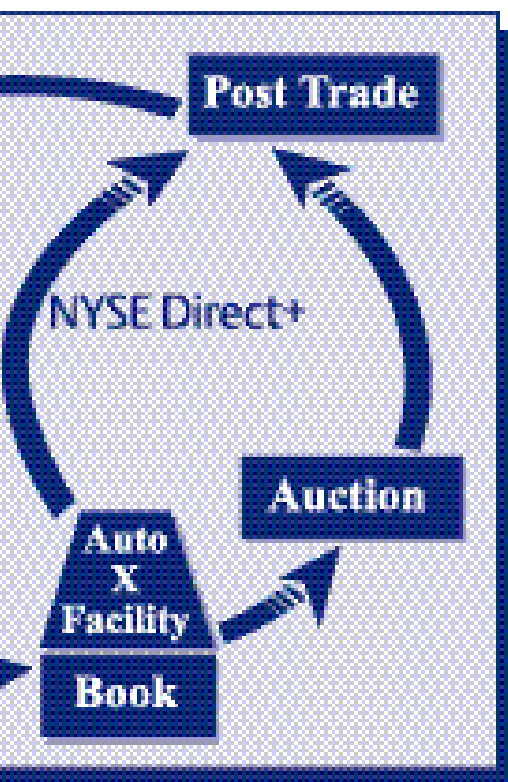 Post Trade
NYSE Direct+
Auction
Auto
X
Facility
Book